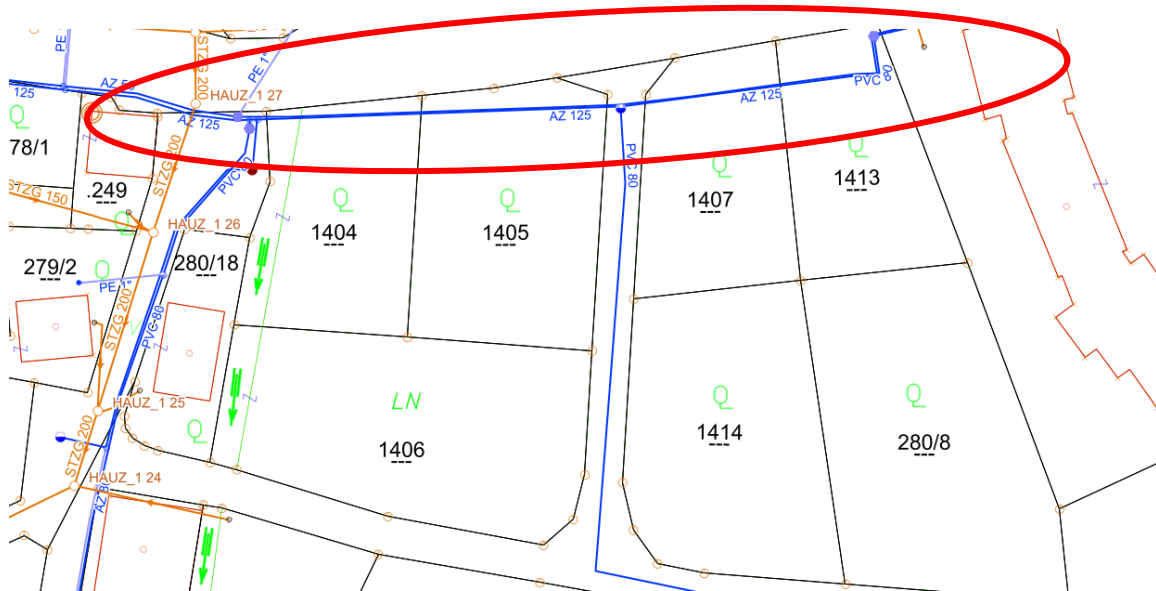 PE
STZG 200
PE 1"
PVC
80
AZ 50
125
HAUZ_1 27
AZ 125
AZ 125
AZ 125
Q
78/1
STZG 200
.249
---
PVC
PVC 80
Q
1404
---
Q
1405
---
Q
1407
---
Q
1413
---
STZG 150
Q
HAUZ_1 26
279/2
---
Q
280/18
---
PE 1"
STZG 200
PVC 80
HAUZ_1 25
Q
LN
1406
---
Q
1414
---
Q
280/8
---
STZG 200
HAUZ_1 24
AZ 80